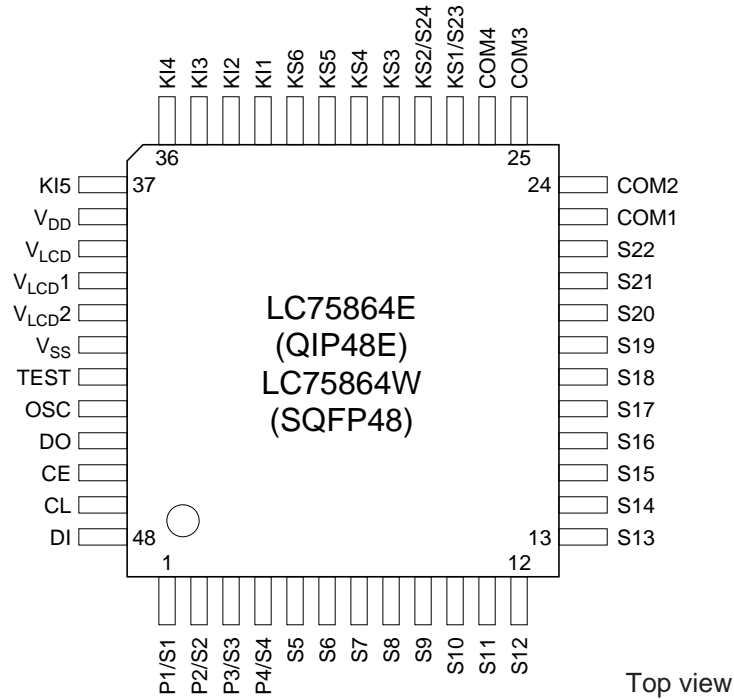 KI4
KI3
KI2
KI1
KS6
KS5
KS4
KS3
KS2/S24
KS1/S23
COM4
COM3
36
25
KI5
37
24
COM2
VDD
COM1
VLCD
S22
VLCD1
S21
VLCD2
S20
VSS
S19
TEST
S18
OSC
S17
DO
S16
CE
S15
CL
S14
DI
48
13
S13
LC75864E
(QIP48E)
LC75864W
(SQFP48)
1
12
P1/S1
P2/S2
P3/S3
P4/S4
S5
S6
S7
S8
S9
S10
S11
S12
Top view